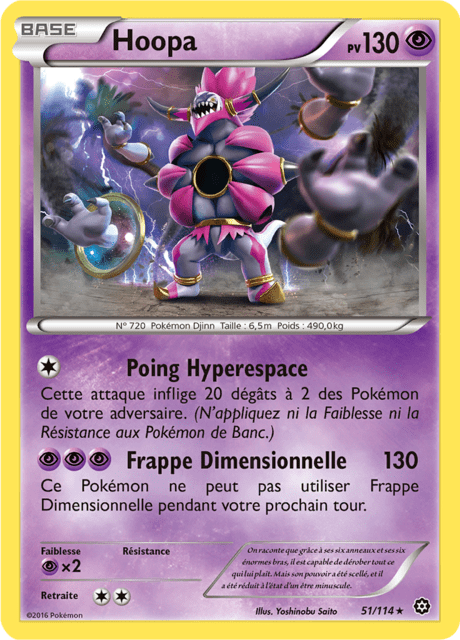 BASE
Hoopa
PV130
N° 720 Pokémon Djinn Taille : 6,5m Poids : 490,0kg
Poing Hyperespace
Cette attaque inflige 20 dégâts à 2 des Pokémon
de votre adversaire. (N'appliquez ni la Faiblesse ni la
Résistance aux Pokémon de Banc.)
Frappe Dimensionnelle 130
Ce Pokémon ne peut pas utiliser Frappe
Dimensionnelle pendant votre prochain tour.
Faiblesse Résistance
×2
On raconte que grâce à ses six anneaux et ses six
énormes bras, il est capable de dérober tout ce
qui lui plait. Mais son pouvoir a été scellé, et il
a été réduit à l'état d'un être minuscule.
Retraite
Illus. Yoshinobu Saito
51/114★
©2016 Pokémon